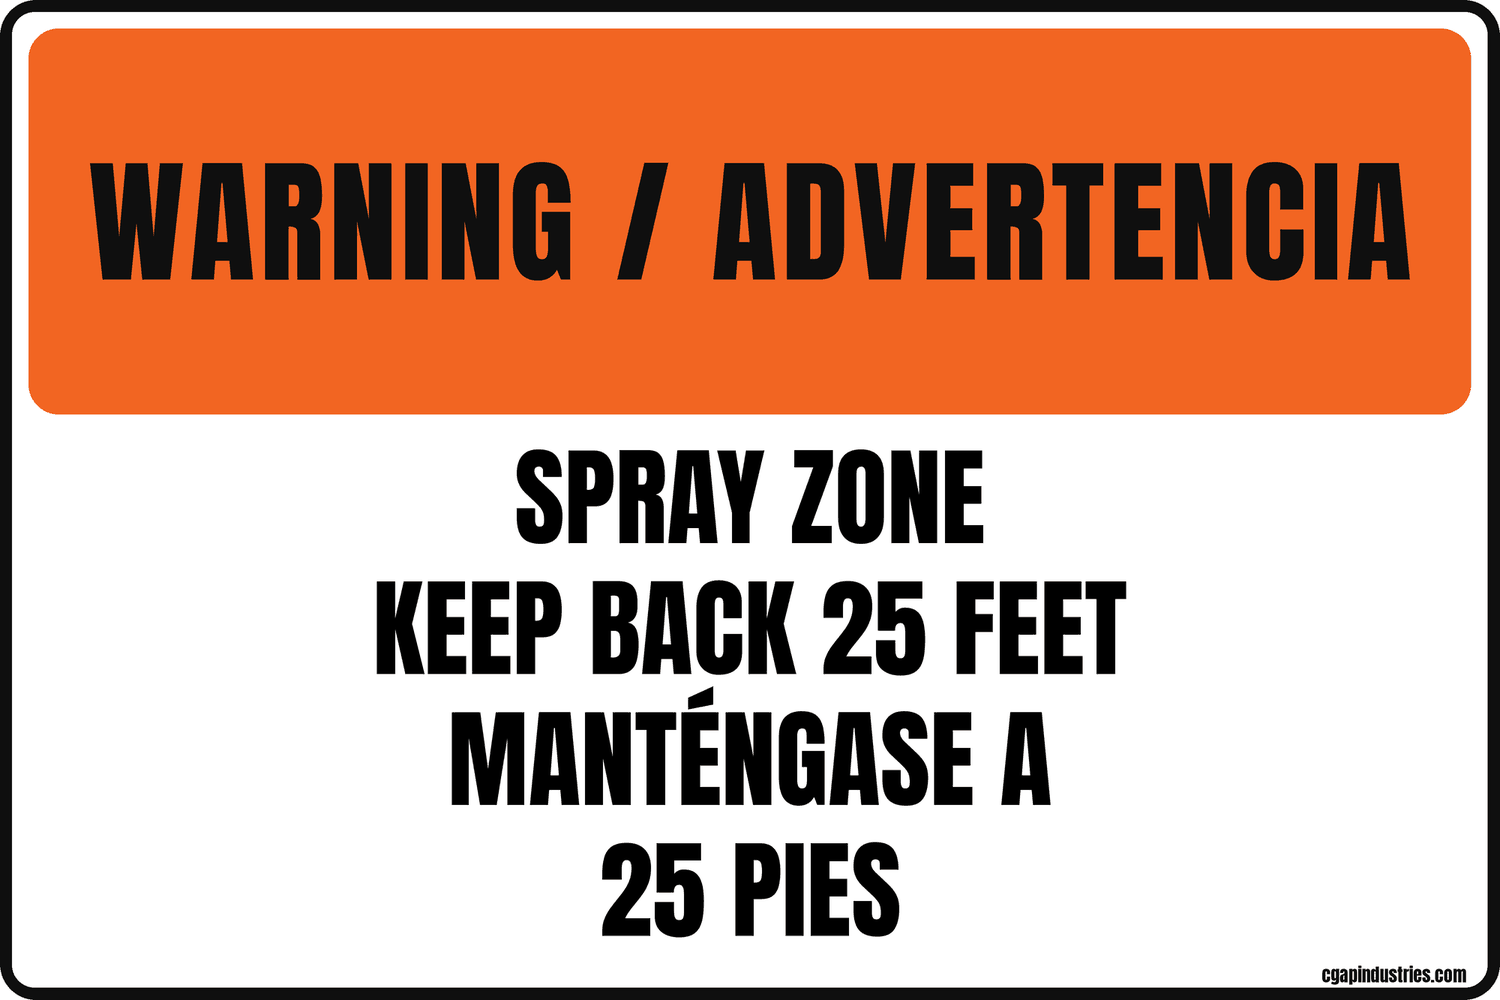 WARNING / ADVERTENCIA
SPRAY ZONE
KEEP BACK 25 FEET
MANTÉNGASE A
25 PIES
cgapindustries.com